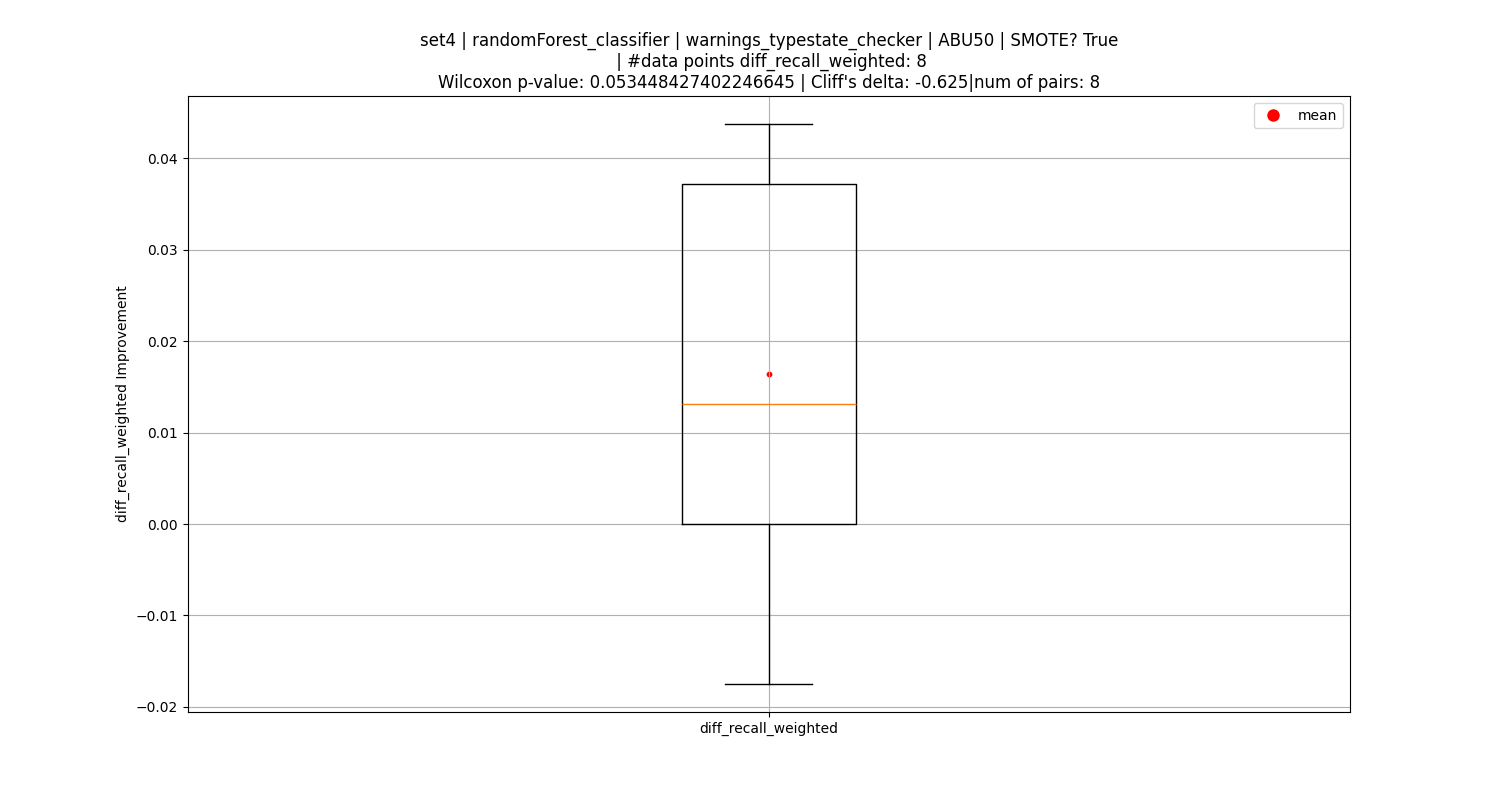 set4 | randomForest_classifier | warnings_typestate_checker | ABU50 | SMOTE? True
| #data points diff_recall_weighted: 8
Wilcoxon p-value: 0.053448427402246645 | Cliff's delta: -0.625|num of pairs: 8
mean
0.04
0.03
0.02
0.01
0.00
−0.01
−0.02
diff_recall_weighted Improvement
diff_recall_weighted